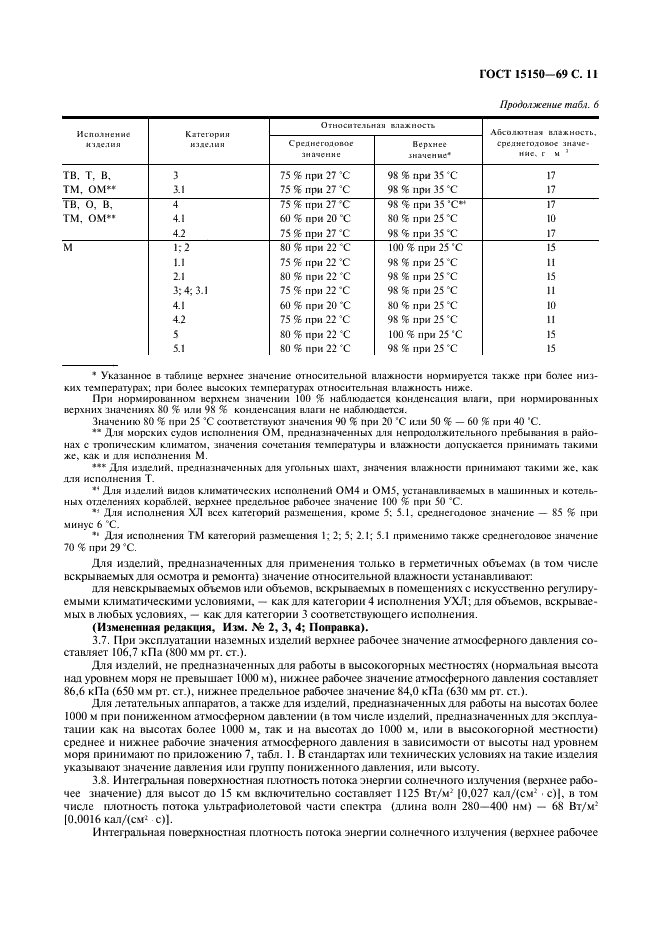 ГОСТ 15150—69 С. 11
Продолжение табл. 6
Исполнение изделия Категория изделия Относительная влажность Абсолютная влажность, среднегодовое значе-ние, г м ³
Среднегодовое значение Верхнее значение*
ТВ, Т, В, 3 75 % при 27 ˚С 98 % при 35 ˚С 17
ТМ, ОМ** 3.1 75 % при 27 ˚С 98 % при 35 ˚С 17
ТВ, О, В, 4 75 % при 27 ˚С 98 % при 35 ˚С*⁴ 17
ТМ, ОМ** 4.1 60 % при 20 ˚С 80 % при 25 ˚С 10
4.2 75 % при 27 ˚С 98 % при 35 ˚С 17
М 1; 2 80 % при 22 ˚С 100 % при 25 ˚С 15
1.1 75 % при 22 ˚С 98 % при 25 ˚С 11
2.1 80 % при 22 ˚С 98 % при 25 ˚С 15
3; 4; 3.1 75 % при 22 ˚С 98 % при 25 ˚С 11
4.1 60 % при 20 ˚С 80 % при 25 ˚С 10
4.2 75 % при 22 ˚С 98 % при 25 ˚С 11
5 80 % при 22 ˚С 100 % при 25 ˚С 15
5.1 80 % при 22 ˚С 98 % при 25 ˚С 15
* Указанное в таблице верхнее значение относительной влажности нормируется также при более низ-
ких температурах; при более высоких температурах относительная влажность ниже.
При нормированном верхнем значении 100 % наблюдается конденсация влаги, при нормированных
верхних значениях 80 % или 98 % конденсация влаги не наблюдается.
Значению 80 % при 25 ˚С соответствуют значения 90 % при 20 ˚С или 50 % — 60 % при 40 ˚С.
** Для морских судов исполнения ОМ, предназначенных для непродолжительного пребывания в райо-
нах с тропическим климатом, значения сочетания температуры и влажности допускается принимать такими
же, как и для исполнения М.
*** Для изделий, предназначенных для угольных шахт, значения влажности принимают такими же, как
для исполнения Т.
*⁴ Для изделий видов климатических исполнений ОМ4 и ОМ5, устанавливаемых в машинных и котель-
ных отделениях кораблей, верхнее предельное рабочее значение 100 % при 50 ˚С.
*⁵ Для исполнения ХЛ всех категорий размещения, кроме 5; 5.1, среднегодовое значение — 85 % при
минус 6 ˚С.
*⁶ Для исполнения ТМ категорий размещения 1; 2; 5; 2.1; 5.1 применимо также среднегодовое значение
70 % при 29 ˚С.
Для изделий, предназначенных для применения только в герметичных объемах (в том числе
вскрываемых для осмотра и ремонта) значение относительной влажности устанавливают:
для невскрываемых объемов или объемов, вскрываемых в помещениях с искусственно регулиру-
емыми климатическими условиями, — как для категории 4 исполнения УХЛ; для объемов, вскрывае-
мых в любых условиях, — как для категории 3 соответствующего исполнения.
(Измененная редакция, Изм. № 2, 3, 4; Поправка).
3.7. При эксплуатации наземных изделий верхнее рабочее значение атмосферного давления со-
ставляет 106,7 кПа (800 мм рт. ст.).
Для изделий, не предназначенных для работы в высокогорных местностях (нормальная высота
над уровнем моря не превышает 1000 м), нижнее рабочее значение атмосферного давления составляет
86,6 кПа (650 мм рт. ст.), нижнее предельное рабочее значение 84,0 кПа (630 мм рт. ст.).
Для летательных аппаратов, а также для изделий, предназначенных для работы на высотах более
1000 м при пониженном атмосферном давлении (в том числе изделий, предназначенных для эксплуа-
тации как на высотах более 1000 м, так и на высотах до 1000 м, или в высокогорной местности)
среднее и нижнее рабочие значения атмосферного давления в зависимости от высоты над уровнем
моря принимают по приложению 7, табл. 1. В стандартах или технических условиях на такие изделия
указывают значение давления или группу пониженного давления, или высоту.
3.8. Интегральная поверхностная плотность потока энергии солнечного излучения (верхнее рабо-
чее значение) для высот до 15 км включительно составляет 1125 Вт/м² [0,027 кал/(см² · с)], в том
числе плотность потока ультрафиолетовой части спектра (длина волн 280—400 нм) — 68 Вт/м²
[0,0016 кал/(см² · с)].
Интегральная поверхностная плотность потока энергии солнечного излучения (верхнее рабочее